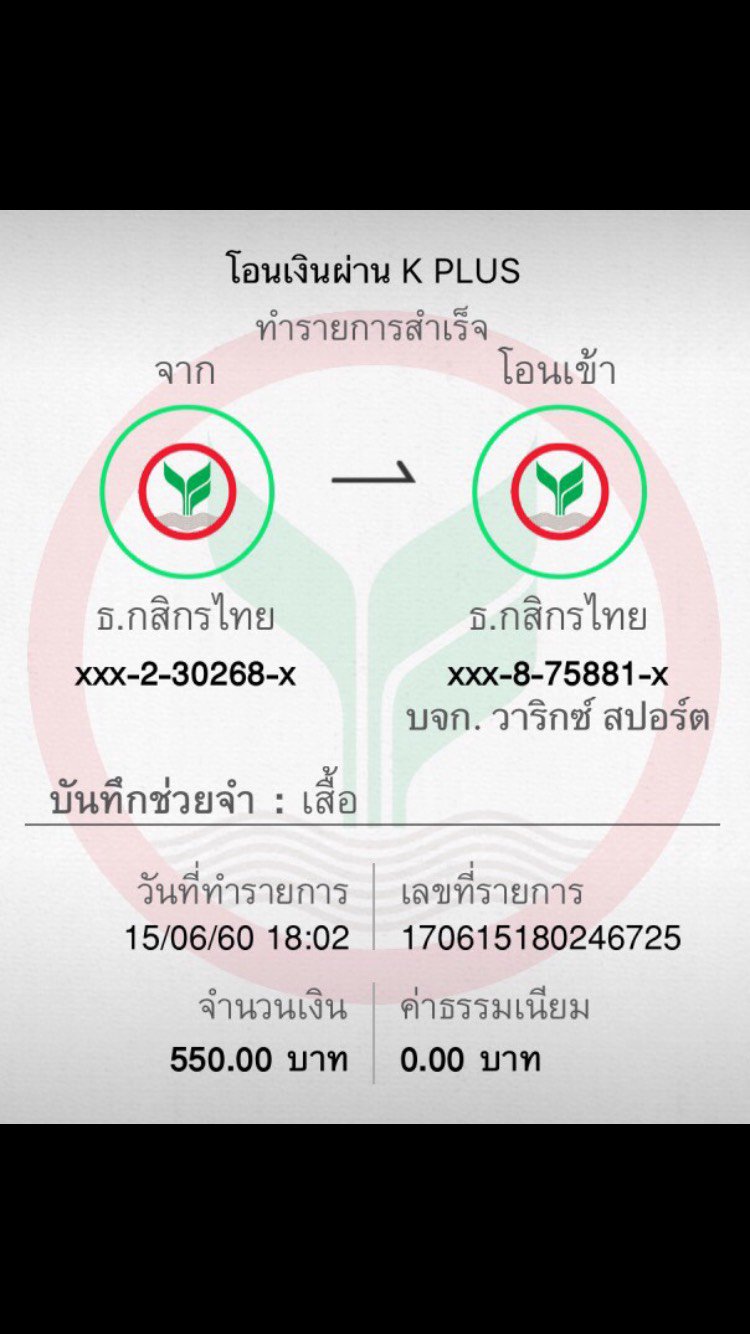 โอนเงินผ่าน K PLUS
ทำรายการสำเร็จ
จาก
โอนเข้า
ธ.กสิกรไทย
ธ.กสิกรไทย
xxx-2-30268-x
xxx-8-75881-x
บจก. วาริกซ์ สปอร์ต
บันทึกช่วยจำ : เสื้อ
วันที่ทำรายการ
เลขที่รายการ
15/06/60 18:02
170615180246725
จำนวนเงิน
ค่าธรรมเนียม
550.00 บาท
0.00 บาท